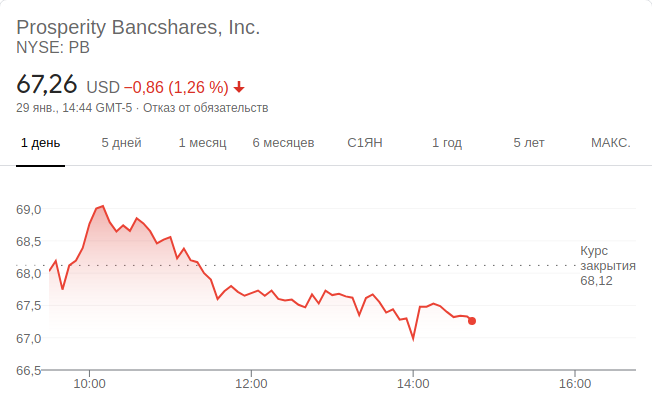 Prosperity Bancshares, Inc.
NYSE: PB
67,26 USD −0,86 (1,26 %)
29 янв., 14:44 GMT-5 · Отказ от обязательств
1 день 5 дней 1 месяц 6 месяцев С1ЯН 1 год 5 лет МАКС.
69,0
68,5
68,0
67,5
67,0
66,5
Курс
закрытия
68,12
10:00 12:00 14:00 16:00